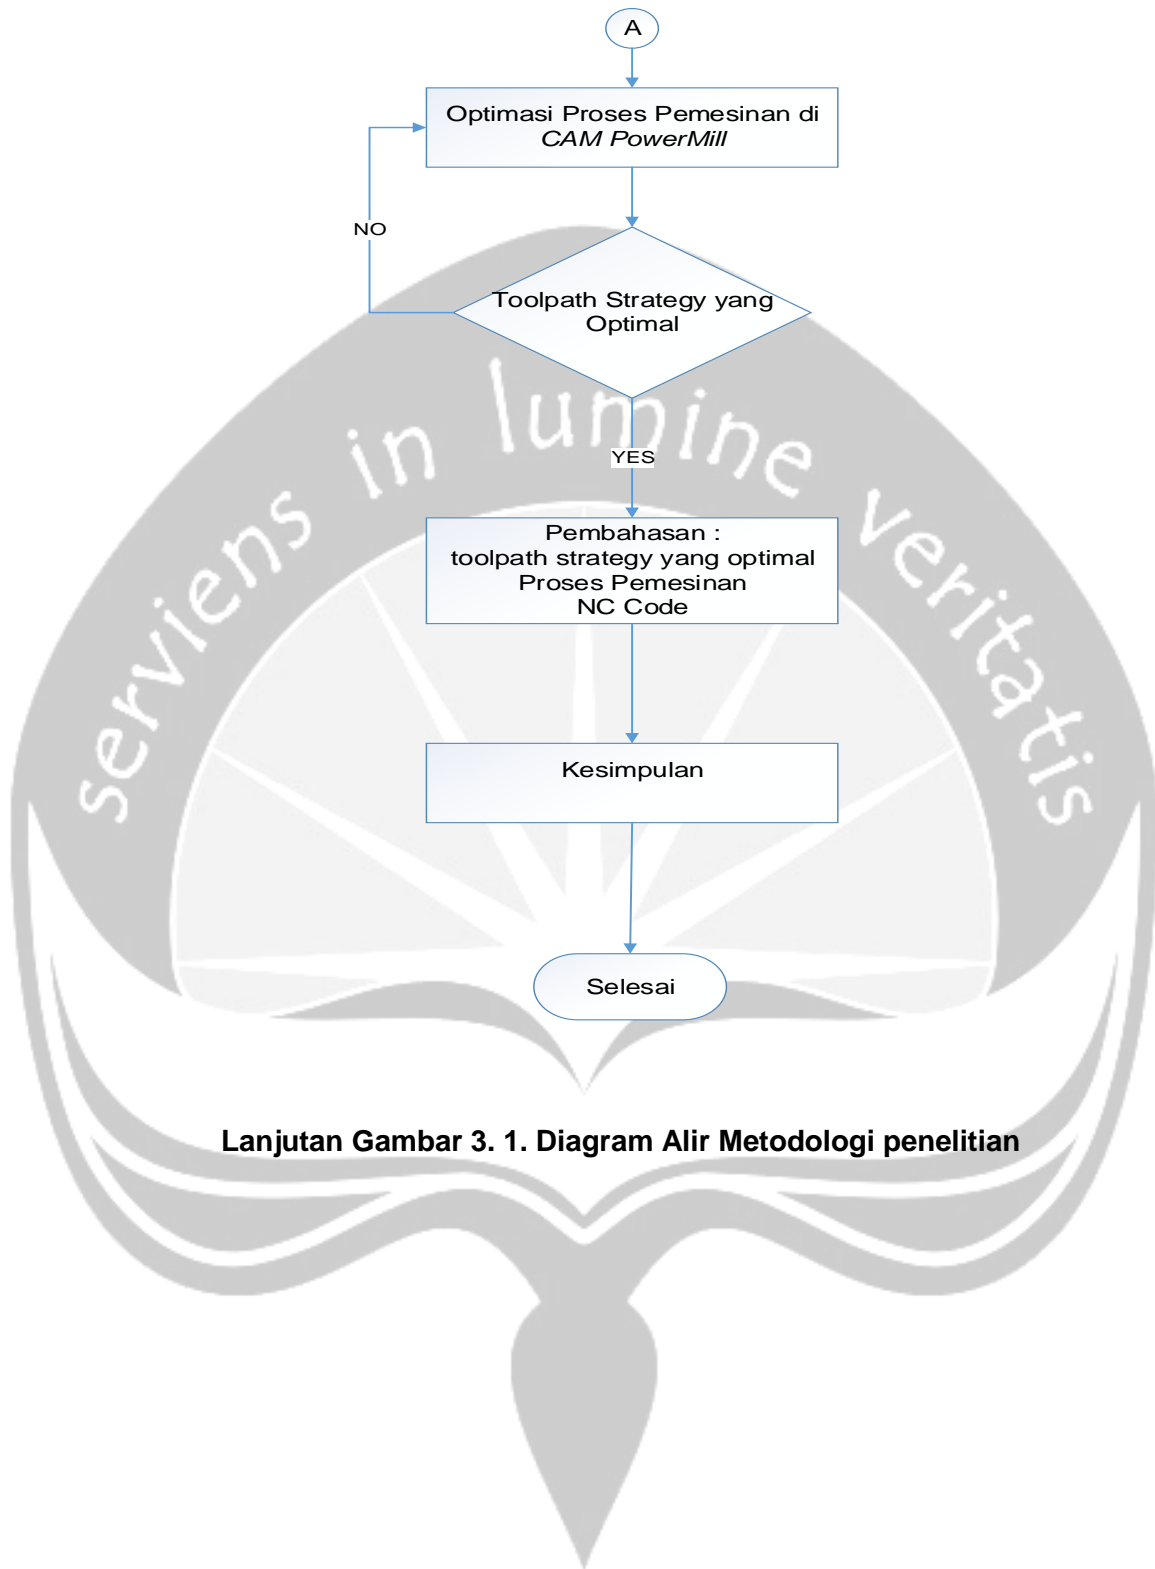 A
Optimasi Proses Pemesinan di
CAM PowerMill
NO
Toolpath Strategy yang
Optimal
YES
serviens in lumine veritatis
Pembahasan :
toolpath strategy yang optimal
Proses Pemesinan
NC Code
Kesimpulan
Selesai
Lanjutan Gambar 3. 1. Diagram Alir Metodologi penelitian